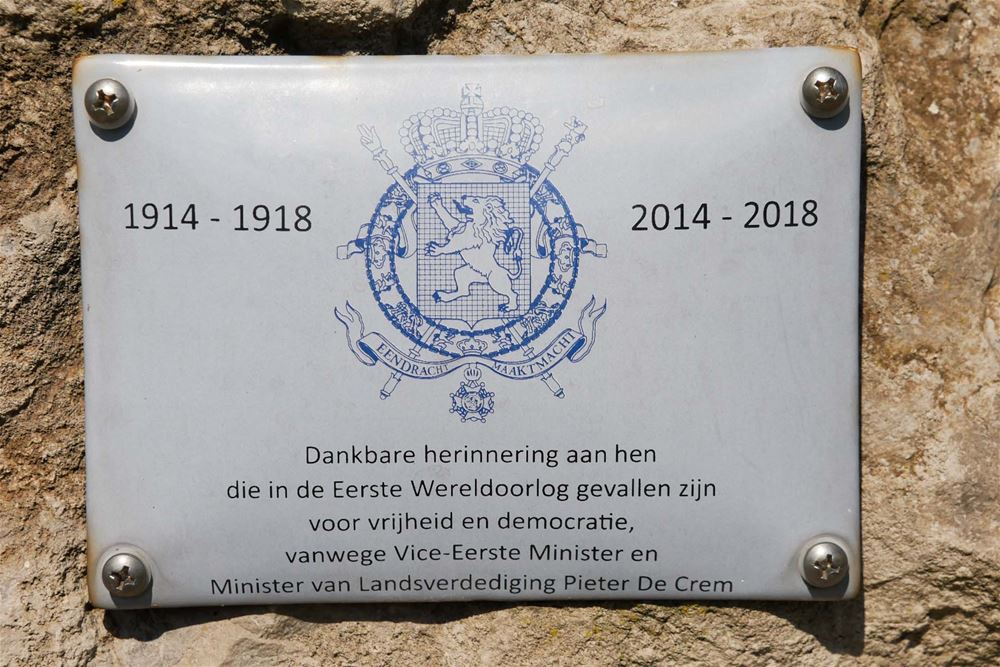 1914 - 1918
2014 - 2018
EENDRACHT MAAKT MACHT
Dankbare herinnering aan hen
die in de Eerste Wereldoorlog gevallen zijn
voor vrijheid en democratie,
vanwege Vice-Eerste Minister en
Minister van Landsverdediging Pieter De Crem